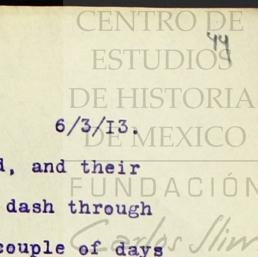 CENTRO DE
44
ESTUDIOS
DE HISTORIA
6/3/13.
DE MEXICO
d, and their
FUNDACIÓN
dash through
Carlos Slim
couple of days